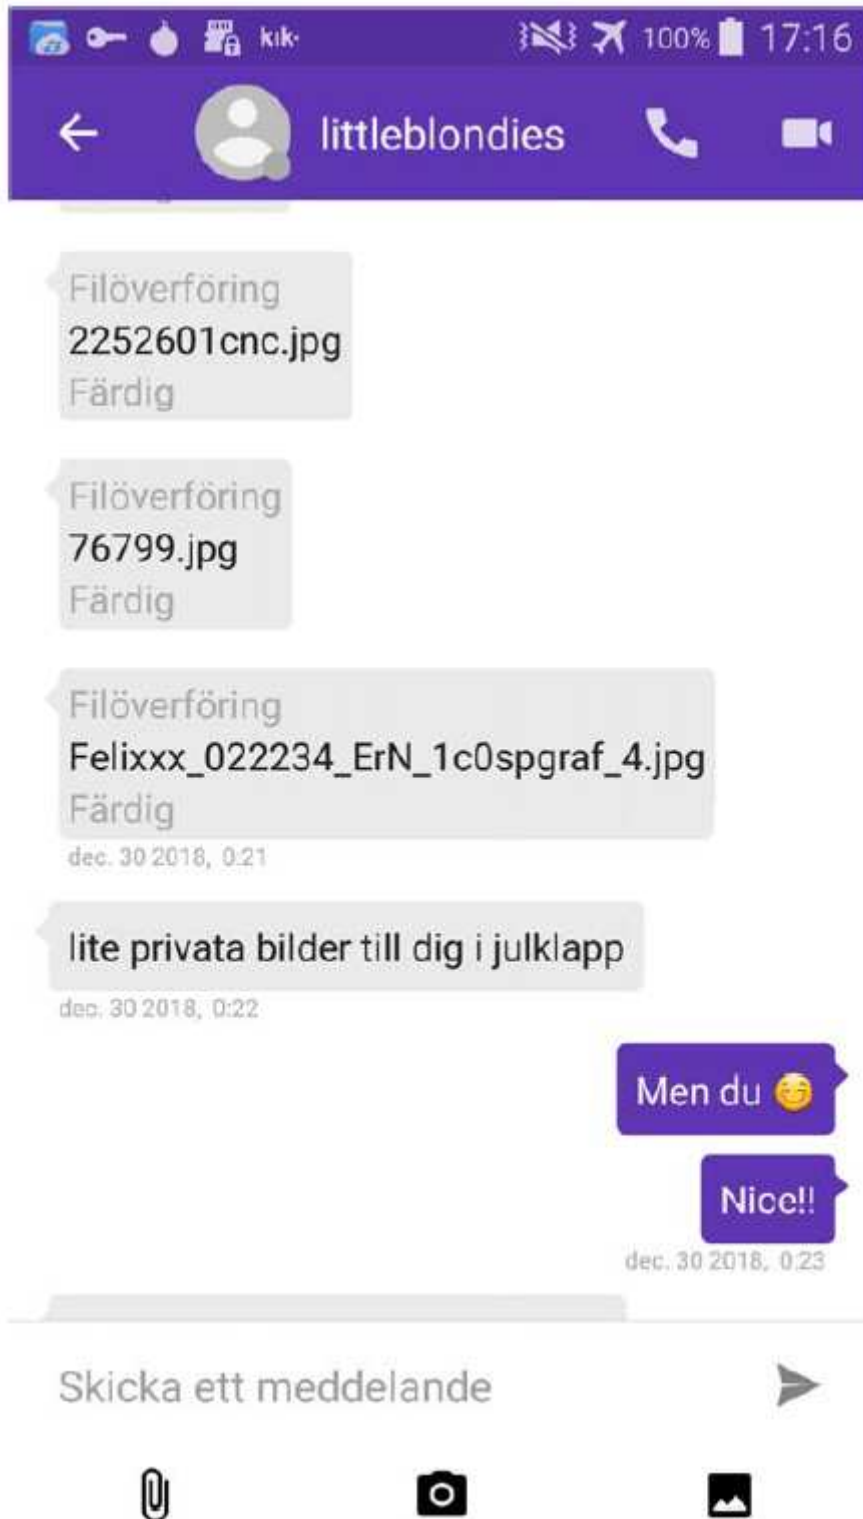 kik·
100%
17:16
littleblondies
Filöverföring
2252601cnc.jpg
Färdig
Filöverföring
76799.jpg
Färdig
Filöverföring
Felixxx_022234_ErN_1c0spgraf_4.jpg
Färdig
dec. 30 2018, 0:21
lite privata bilder till dig i julklapp
dec. 30 2018, 0:22
Men du 😊
Nice!!
dec. 30 2018, 0:23
Skicka ett meddelande